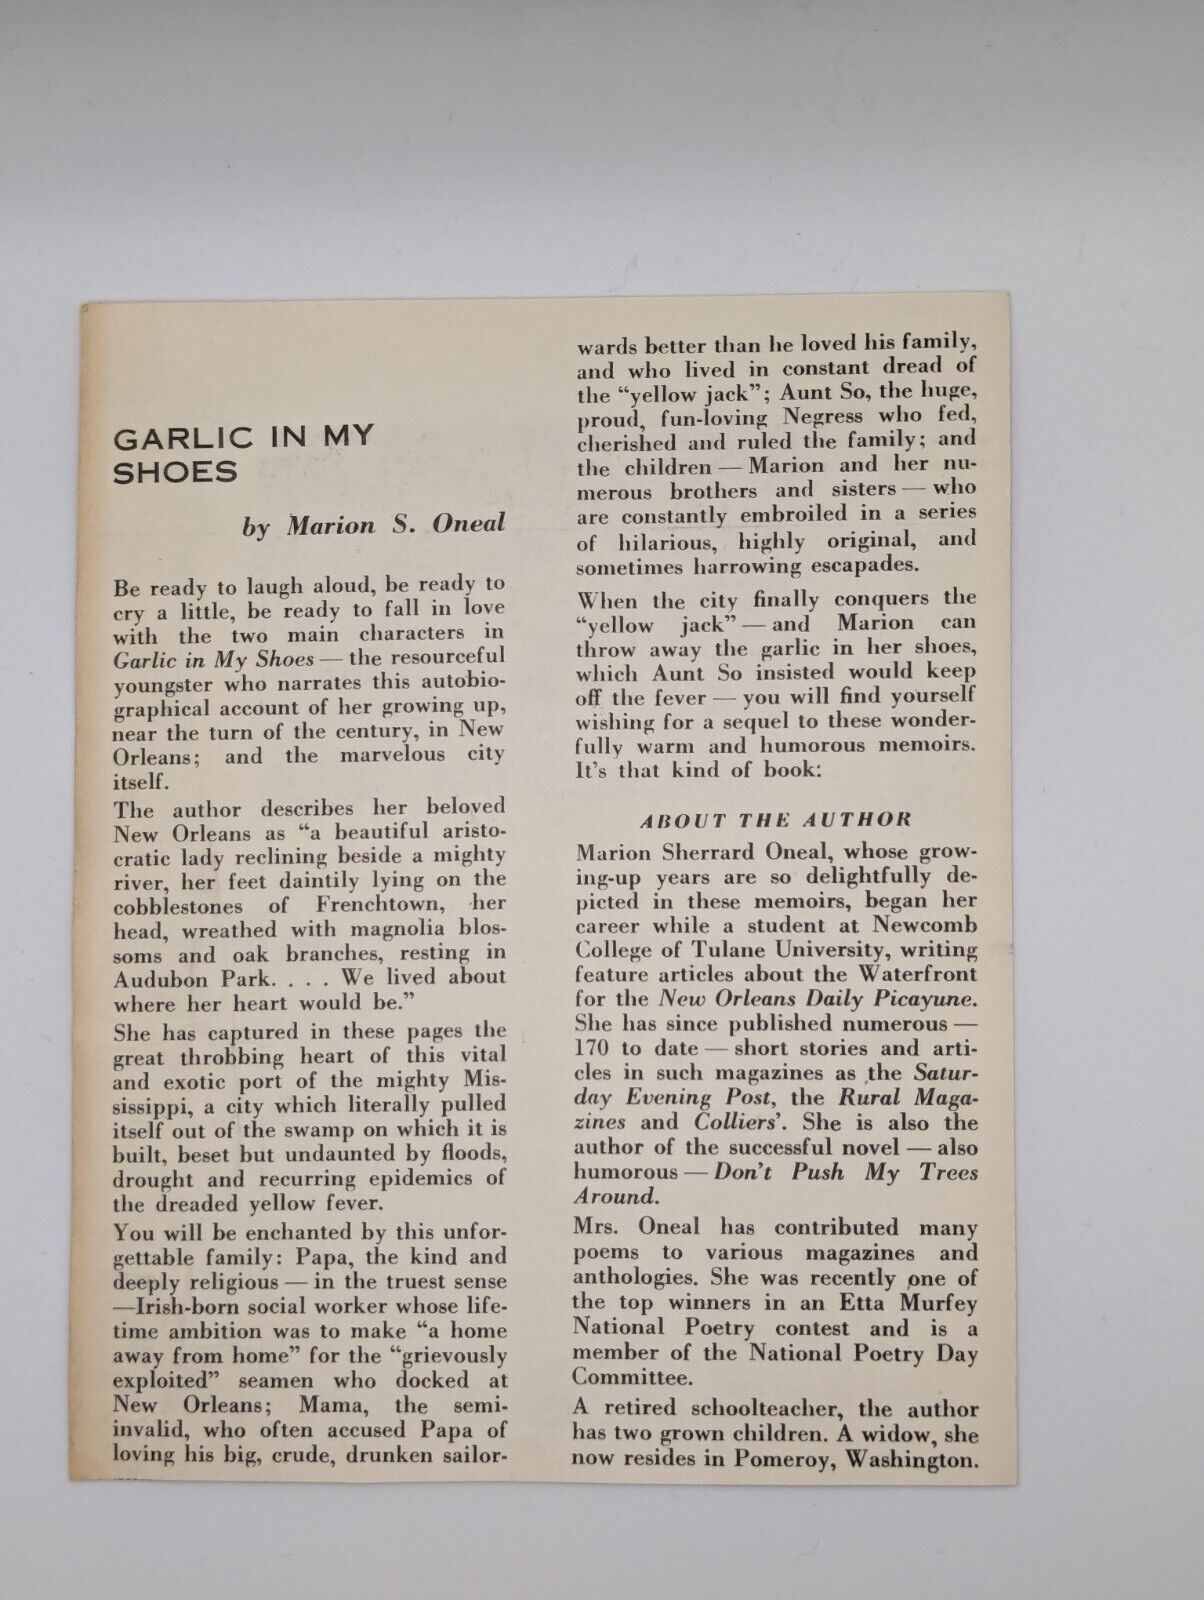 GARLIC IN MY
SHOES
by Marion S. Oneal
Be ready to laugh aloud, be ready to
cry a little, be ready to fall in love
with the two main characters in
Garlic in My Shoes — the resourceful
youngster who narrates this autobio-
graphical account of her growing up,
near the turn of the century, in New
Orleans; and the marvelous city
itself.
The author describes her beloved
New Orleans as “a beautiful aristo-
cratic lady reclining beside a mighty
river, her feet daintily lying on the
cobblestones of Frenchtown, her
head, wreathed with magnolia blos-
soms and oak branches, resting in
Audubon Park. . . . We lived about
where her heart would be.”
She has captured in these pages the
great throbbing heart of this vital
and exotic port of the mighty Mis-
sissippi, a city which literally pulled
itself out of the swamp on which it is
built, beset but undaunted by floods,
drought and recurring epidemics of
the dreaded yellow fever.
You will be enchanted by this unfor-
gettable family: Papa, the kind and
deeply religious — in the truest sense
—Irish-born social worker whose life-
time ambition was to make “a home
away from home” for the “grievously
exploited” seamen who docked at
New Orleans; Mama, the semi-
invalid, who often accused Papa of
loving his big, crude, drunken sailor-
wards better than he loved his family,
and who lived in constant dread of
the “yellow jack”; Aunt So, the huge,
proud, fun-loving Negress who fed,
cherished and ruled the family; and
the children — Marion and her nu-
merous brothers and sisters — who
are constantly embroiled in a series
of hilarious, highly original, and
sometimes harrowing escapades.
When the city finally conquers the
“yellow jack” — and Marion can
throw away the garlic in her shoes,
which Aunt So insisted would keep
off the fever — you will find yourself
wishing for a sequel to these wonder-
fully warm and humorous memoirs.
It's that kind of book:
ABOUT THE AUTHOR
Marion Sherrard Oneal, whose grow-
ing-up years are so delightfully de-
picted in these memoirs, began her
career while a student at Newcomb
College of Tulane University, writing
feature articles about the Waterfront
for the New Orleans Daily Picayune.
She has since published numerous —
170 to date — short stories and arti-
cles in such magazines as the Satur-
day Evening Post, the Rural Maga-
zines and Colliers'. She is also the
author of the successful novel — also
humorous — Don't Push My Trees
Around.
Mrs. Oneal has contributed many
poems to various magazines and
anthologies. She was recently one of
the top winners in an Etta Murfey
National Poetry contest and is a
member of the National Poetry Day
Committee.
A retired schoolteacher, the author
has two grown children. A widow, she
now resides in Pomeroy, Washington.